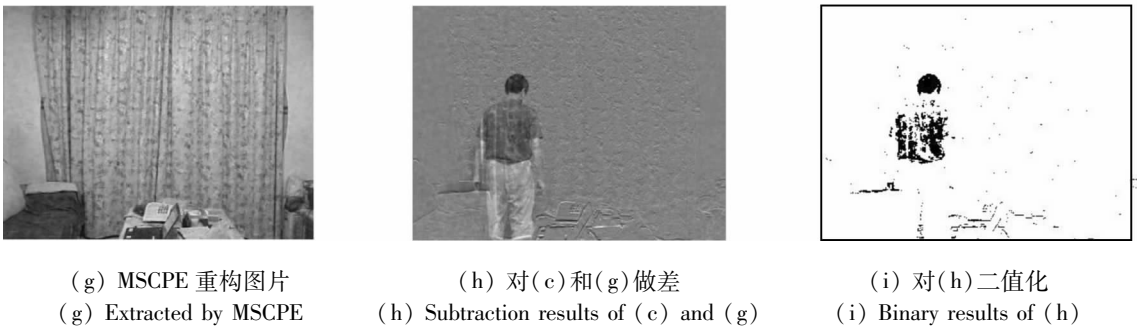 (g) MSCPE 重构图片
(g) Extracted by MSCPE
(h) 对(c)和(g)做差
(h) Subtraction results of (c) and (g)
(i) 对(h)二值化
(i) Binary results of (h)